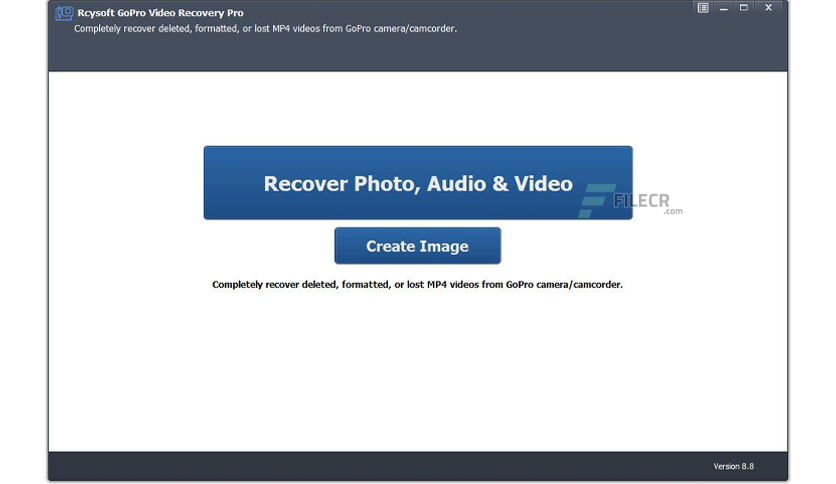 Rcysoft GoPro Video Recovery Pro
Completely recover deleted, formatted, or lost MP4 videos from GoPro camera/camcorder.
Recover Photo, Audio & Video
FILECR
.com
Create Image
Completely recover deleted, formatted, or lost MP4 videos from GoPro camera/camcorder.
Version 8.8